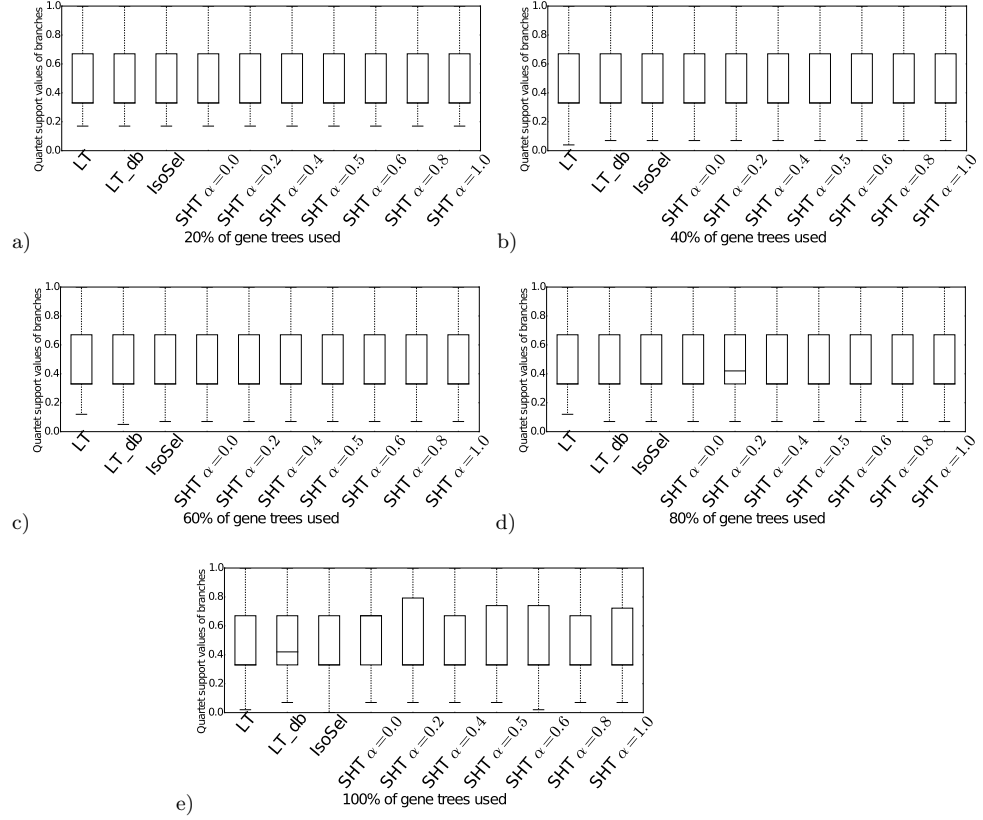 Quartet support values of branches
1.0
0.8
0.6
0.4
0.2
0.0
LT
LT_db
IsoSel
SHT α = 0.0
SHT α = 0.2
SHT α = 0.4
SHT α = 0.5
SHT α = 0.6
SHT α = 0.8
SHT α = 1.0
a)
20% of gene trees used
Quartet support values of branches
1.0
0.8
0.6
0.4
0.2
0.0
LT
LT_db
IsoSel
SHT α = 0.0
SHT α = 0.2
SHT α = 0.4
SHT α = 0.5
SHT α = 0.6
SHT α = 0.8
SHT α = 1.0
b)
40% of gene trees used
Quartet support values of branches
1.0
0.8
0.6
0.4
0.2
0.0
LT
LT_db
IsoSel
SHT α = 0.0
SHT α = 0.2
SHT α = 0.4
SHT α = 0.5
SHT α = 0.6
SHT α = 0.8
SHT α = 1.0
c)
60% of gene trees used
Quartet support values of branches
1.0
0.8
0.6
0.4
0.2
0.0
LT
LT_db
IsoSel
SHT α = 0.0
SHT α = 0.2
SHT α = 0.4
SHT α = 0.5
SHT α = 0.6
SHT α = 0.8
SHT α = 1.0
d)
80% of gene trees used
Quartet support values of branches
1.0
0.8
0.6
0.4
0.2
0.0
LT
LT_db
IsoSel
SHT α = 0.0
SHT α = 0.2
SHT α = 0.4
SHT α = 0.5
SHT α = 0.6
SHT α = 0.8
SHT α = 1.0
e)
100% of gene trees used